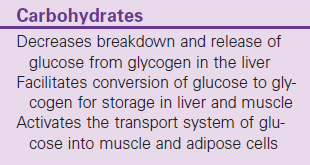 Carbohydrates
Decreases breakdown and release of
glucose from glycogen in the liver
Facilitates conversion of glucose to gly-
cogen for storage in liver and muscle
Activates the transport system of glu-
cose into muscle and adipose cells